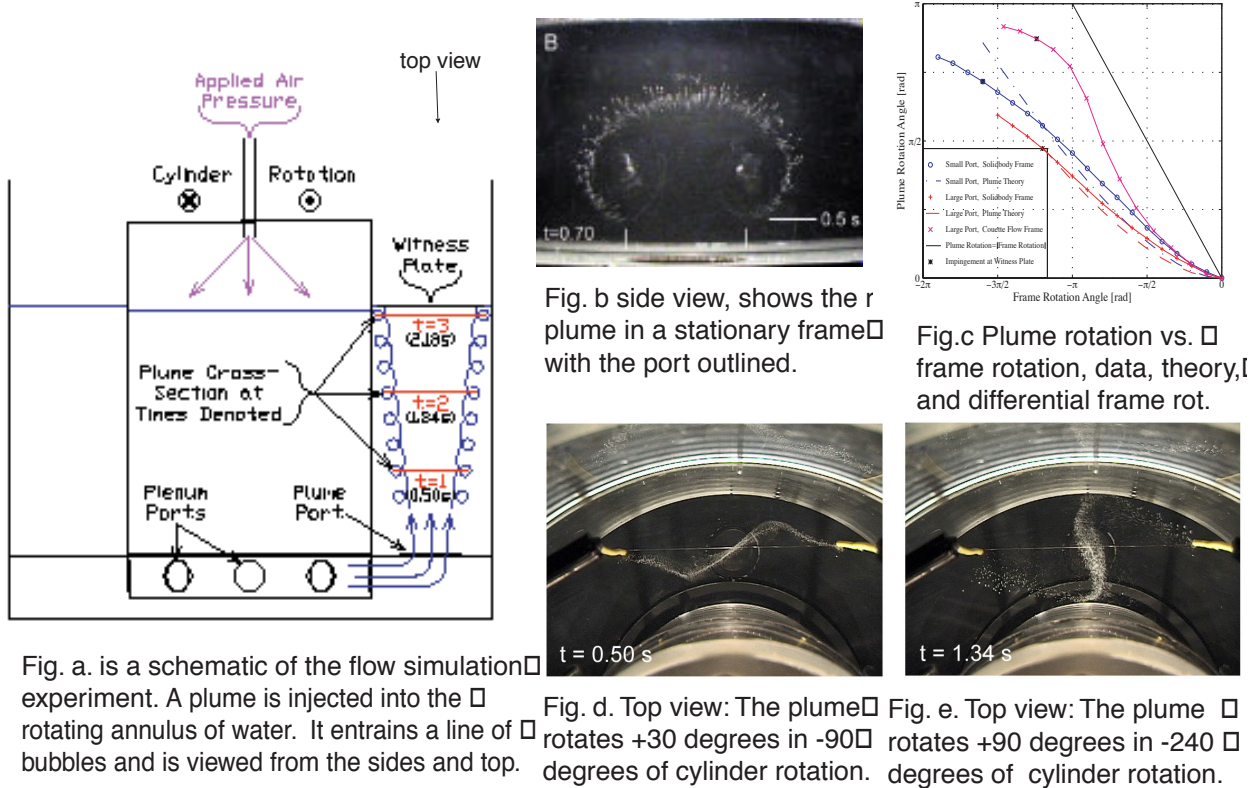 top view
Applied Air
Pressure
Cylinder
Rotation
Witness
Plate
t=3
(2.18s)
Plume Cross-
Section at
Times Denoted
t=2
(1.34s)
t=1
(0.50s)
Plenum
Ports
Plume
Port
Fig. a. is a schematic of the flow simulation
experiment. A plume is injected into the
rotating annulus of water. It entrains a line of
bubbles and is viewed from the sides and top.
B
0.5 s
t=0.70
Fig. b side view, shows the r
plume in a stationary frame
with the port outlined.
π
π/2
0
Plume Rotation Angle [rad]
Small Port, Solidbody Frame
Small Port, Plume Theory
Large Port, Solidbody Frame
Large Port, Plume Theory
Large Port, Couette Flow Frame
Plume Rotation=-Frame Rotation
Impingement at Witness Plate
-2π
-3π/2
-π
-π/2
0
Frame Rotation Angle [rad]
Fig.c Plume rotation vs.
frame rotation, data, theory,
and differential frame rot.
t = 0.50 s
Fig. d. Top view: The plume
rotates +30 degrees in -90
degrees of cylinder rotation.
t = 1.34 s
Fig. e. Top view: The plume
rotates +90 degrees in -240
degrees of cylinder rotation.